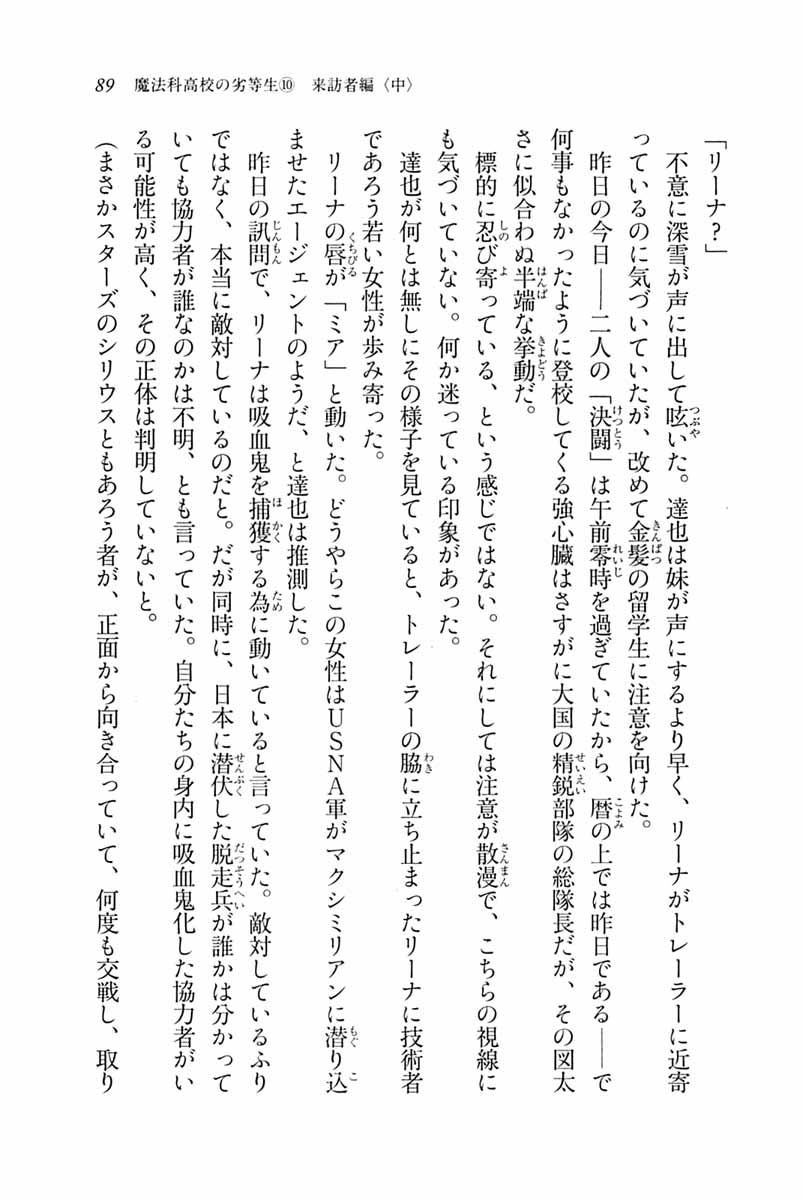 89　魔法科高校の劣等生⑩　来訪者編〈中〉
「リーナ？」
　不意に深雪が声に出して呟いた。達也は妹が声にするより早く、リーナがトレーラーに近寄
っているのに気づいていたが、改めて金髪の留学生に注意を向けた。
　昨日の今日――二人の「決闘」は午前零時を過ぎていたから、暦の上では昨日である――で
何事もなかったように登校してくる強心臓はさすがに大国の精鋭部隊の総隊長だが、その図太
さに似合わぬ半端な挙動だ。
　標的に忍び寄っている、という感じではない。それにしては注意が散漫で、こちらの視線に
も気づいていない。何か迷っている印象があった。
　達也が何とは無しにその様子を見ていると、トレーラーの脇に立ち止まったリーナに技術者
であろう若い女性が歩み寄った。
　リーナの唇が「ミア」と動いた。どうやらこの女性はＵＳＮＡ軍がマクシミリアンに潜り込
ませたエージェントのようだ、と達也は推測した。
　昨日の訊問で、リーナは吸血鬼を捕獲する為に動いていると言っていた。敵対しているふり
ではなく、本当に敵対しているのだと。だが同時に、日本に潜伏した脱走兵が誰かは分かって
いても協力者が誰なのかは不明、とも言っていた。自分たちの身内に吸血鬼化した協力者がい
る可能性が高く、その正体は判明していないと。
（まさかスターズのシリウスともあろう者が、正面から向き合っていて、何度も交戦し、取り